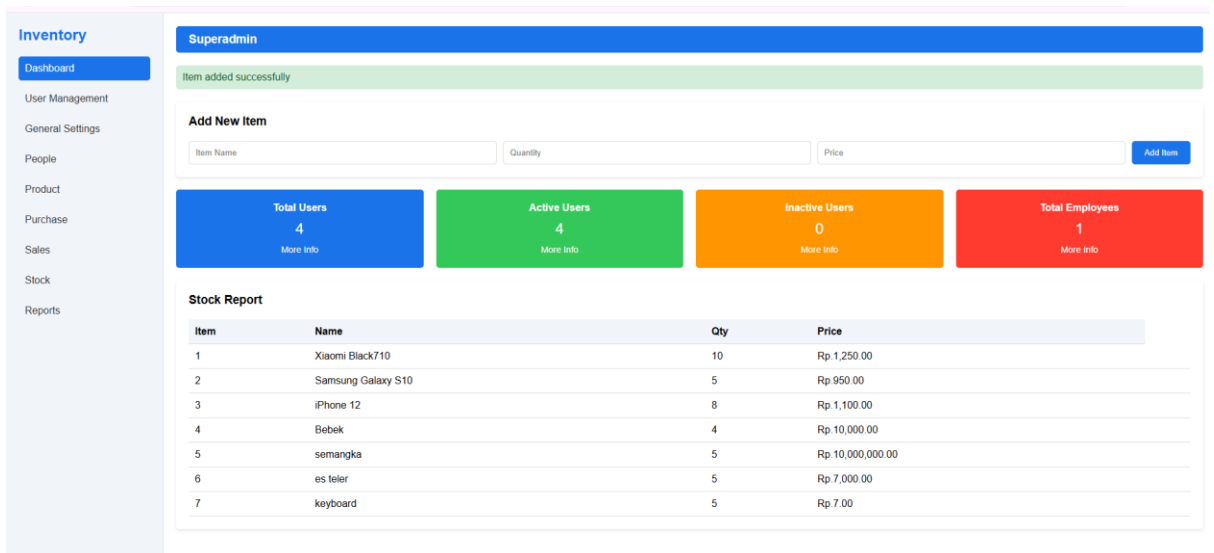 Inventory
Dashboard
User Management
General Settings
People
Product
Purchase
Sales
Stock
Reports
Superadmin
Item added successfully
Add New Item
Item Name Quantity Price Add Item
Total Users Active Users Inactive Users Total Employees
4 4 0 1
More Info More Info More Info More Info
Stock Report
Item Name Qty Price
1 Xiaomi Black710 10 Rp.1,250.00
2 Samsung Galaxy S10 5 Rp.950.00
3 iPhone 12 8 Rp.1,100.00
4 Bebek 4 Rp.10,000.00
5 semangka 5 Rp.10,000,000.00
6 es teler 5 Rp.7,000.00
7 keyboard 5 Rp.7.00